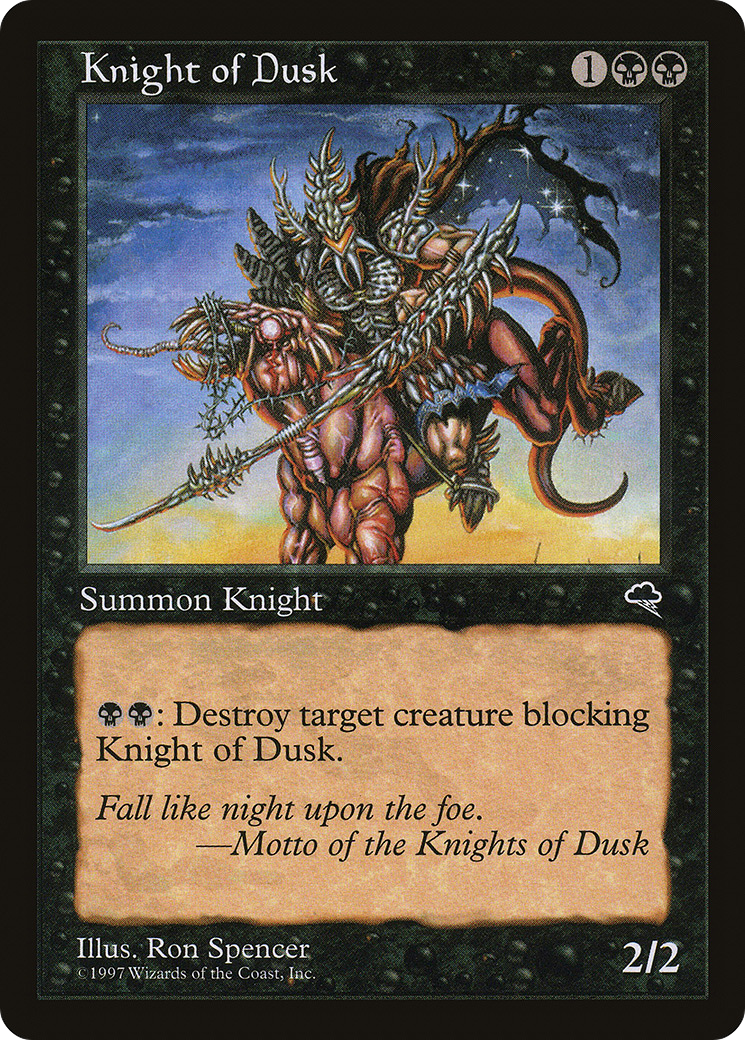 Knight of Dusk 1
Summon Knight
: Destroy target creature blocking
Knight of Dusk.
Fall like night upon the foe.
—Motto of the Knights of Dusk
Illus. Ron Spencer
©1997 Wizards of the Coast, Inc.
2/2